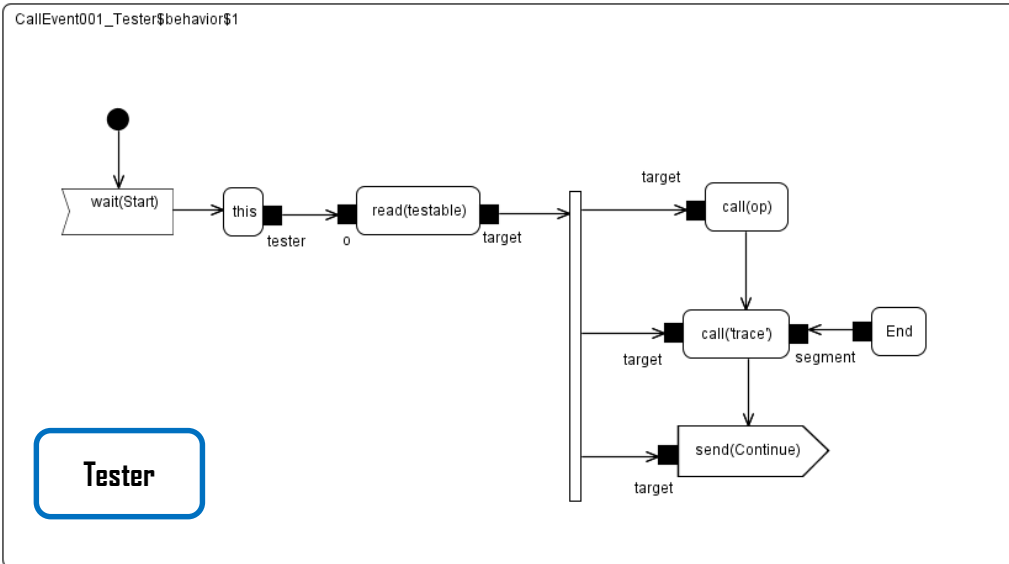 CallEvent001_Tester$behavior$1
wait(Start)
this
tester
o
read(testable)
target
target
call(op)
target
call('trace')
segment
End
target
send(Continue)
Tester